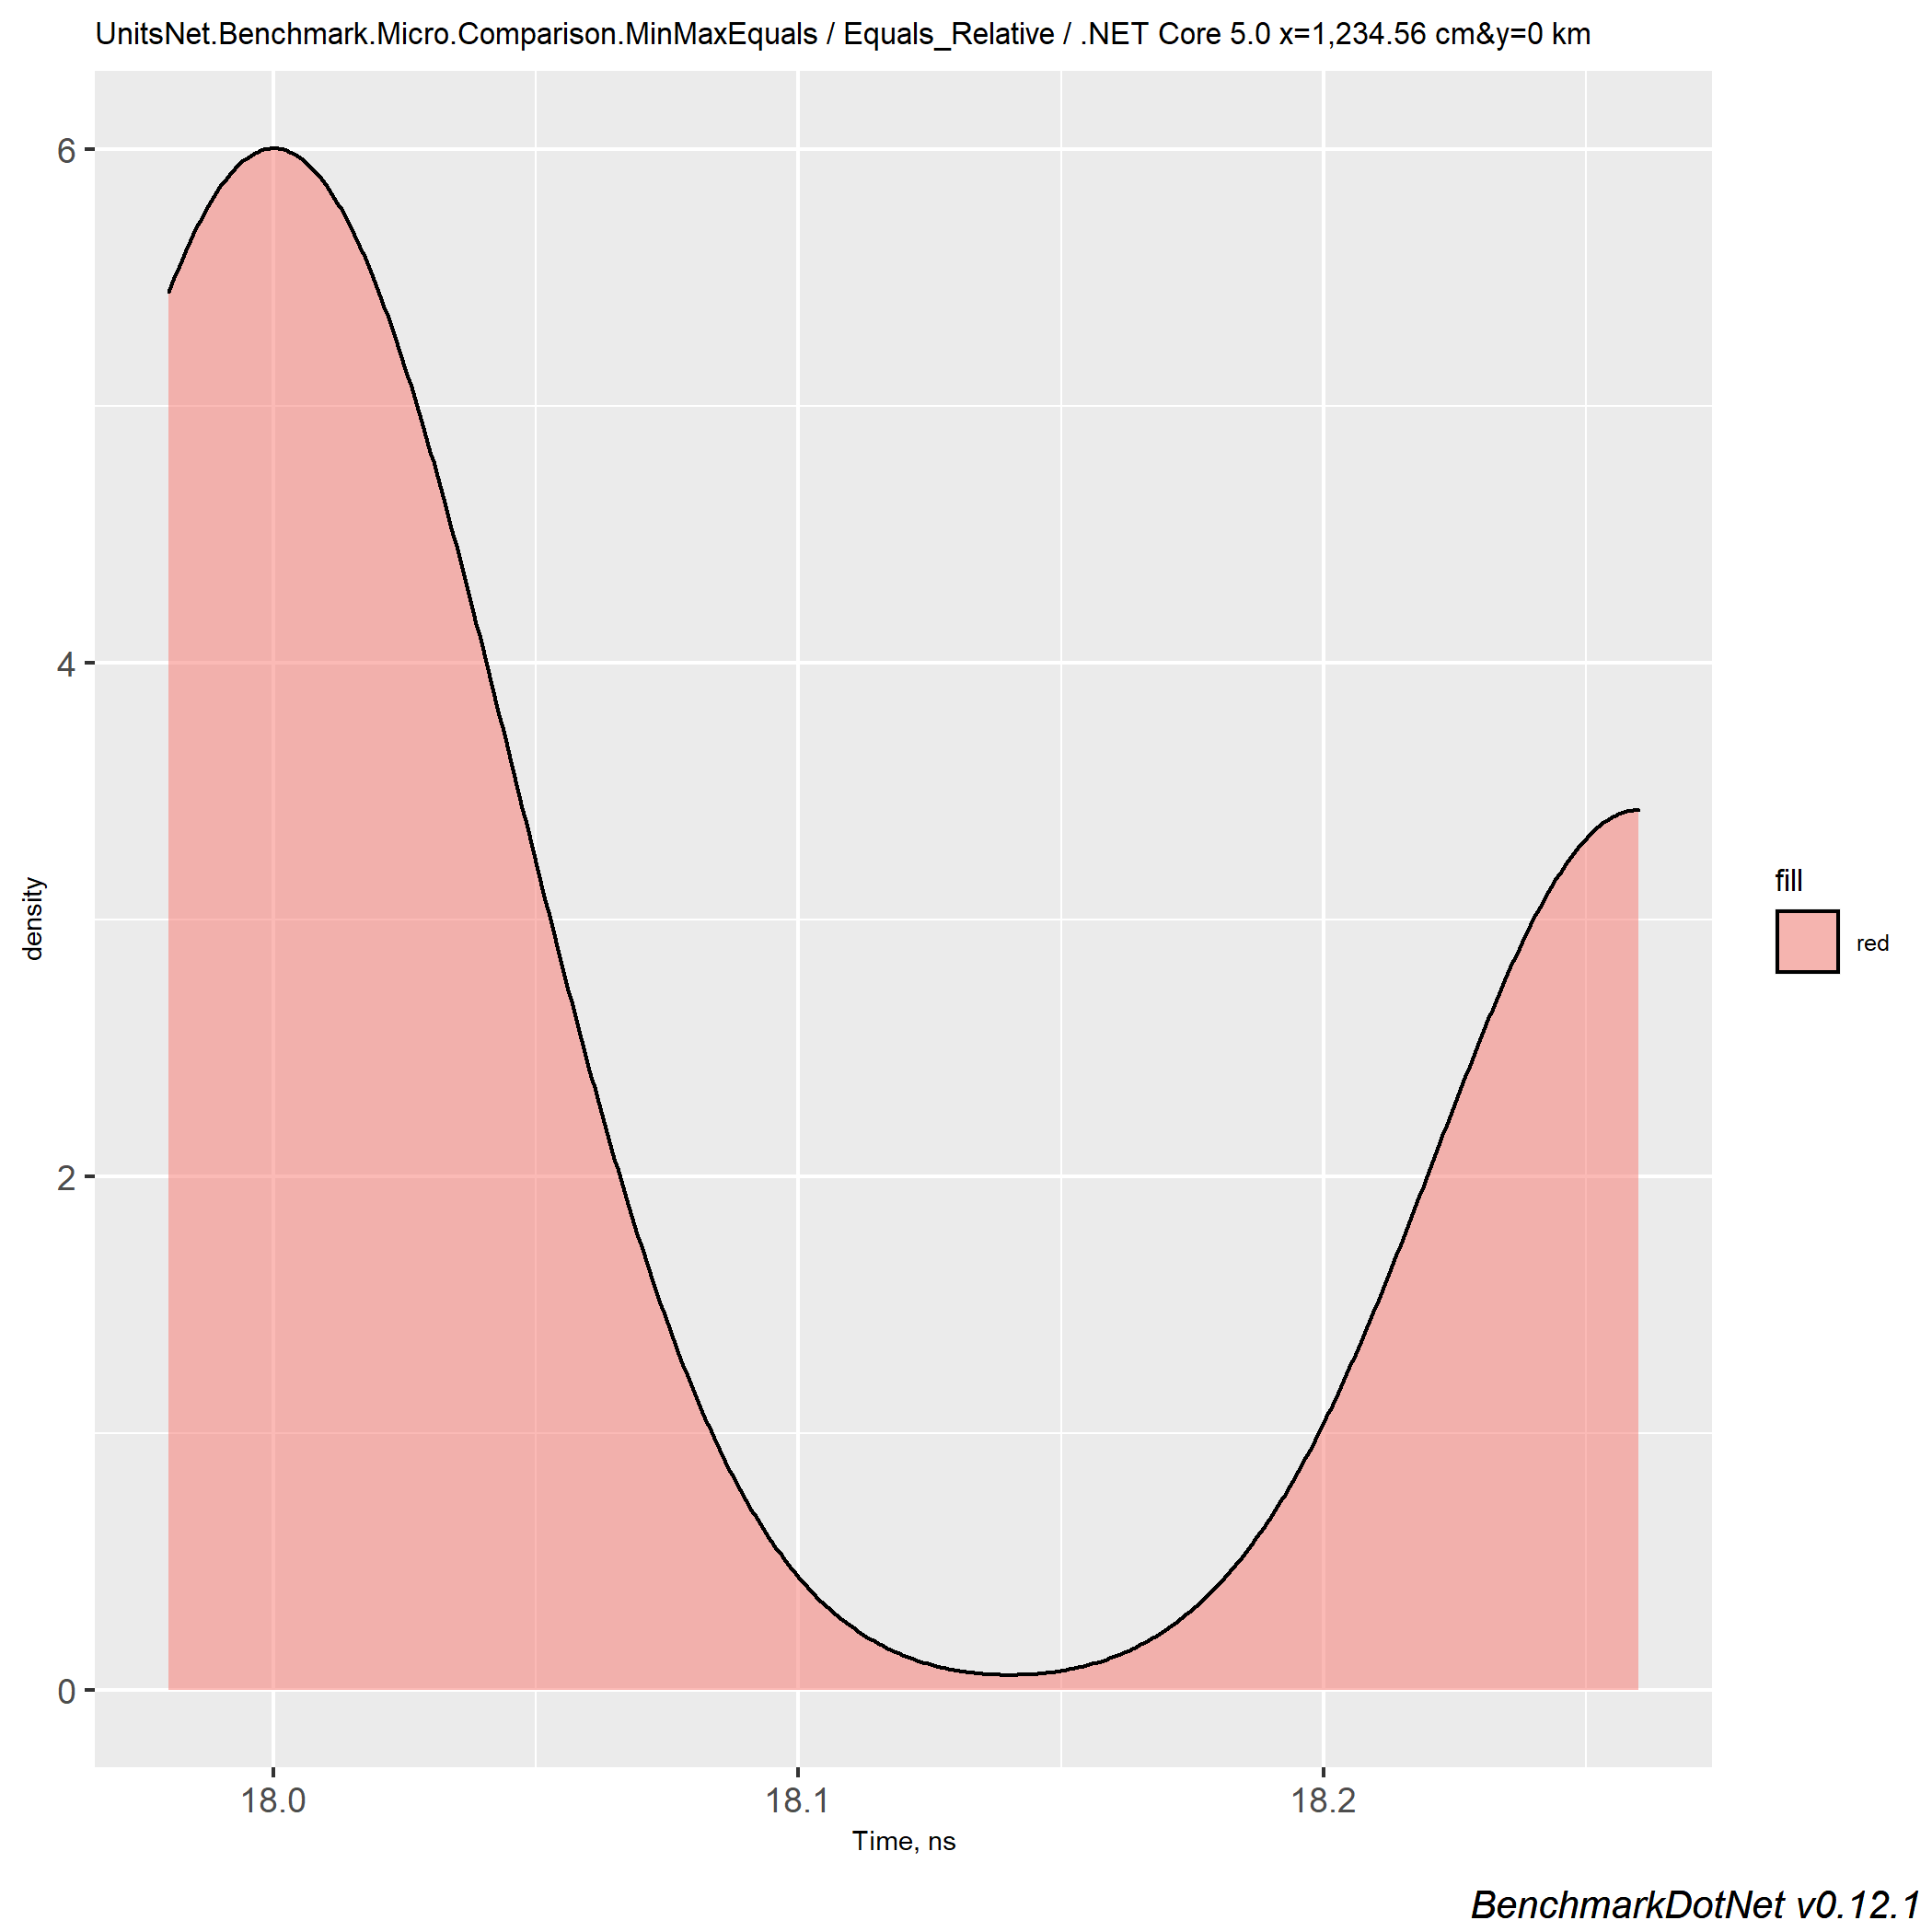 UnitsNet.Benchmark.Micro.Comparison.MinMaxEquals / Equals_Relative / .NET Core 5.0 x=1,234.56 cm&y=0 km
6
4
2
0
density
18.0 18.1 18.2
Time, ns
fill
red
BenchmarkDotNet v0.12.1